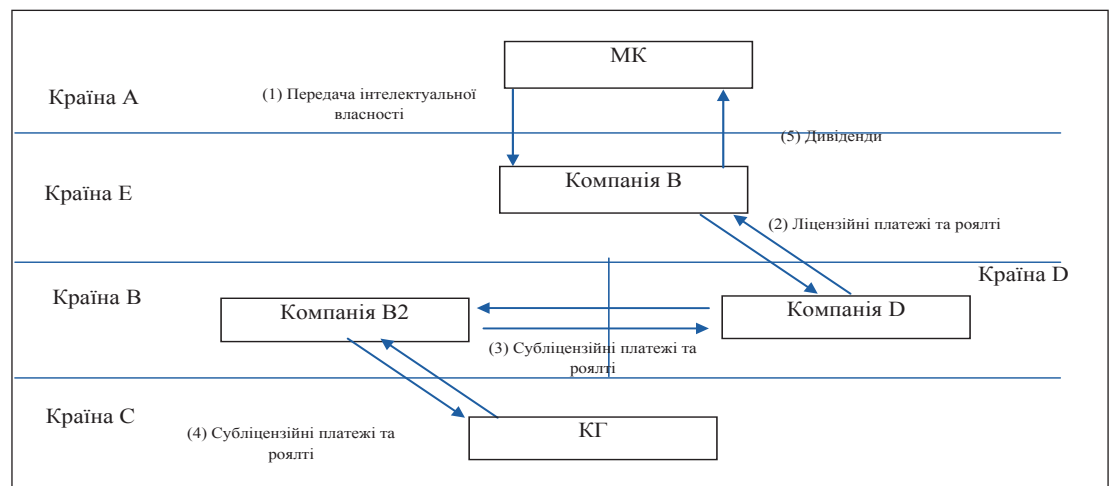 МК
Країна А
(1) Передача інтелектуальної
власності
(5) Дивіденди
Країна Е
Компанія В
(2) Ліцензійні платежі та роялті
Країна D
Країна В
Компанія В2
Компанія D
(3) Субліцензійні платежі та
роялті
Країна С
(4) Субліцензійні платежі та
роялті
КГ